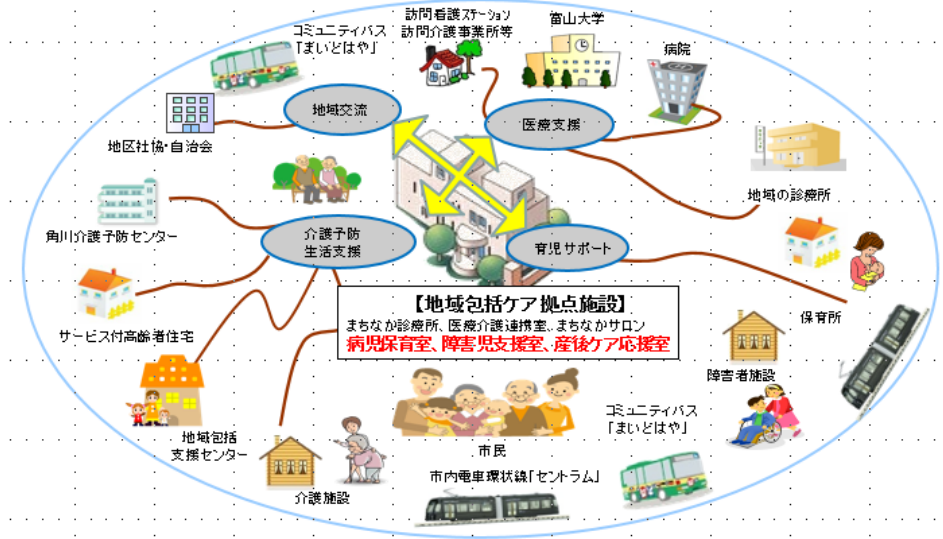 訪問看護ステーション
訪問介護事業所等
富山大学
コミュニティバス
「まいどはや」
病院
地域交流
医療支援
地区社協・自治会
地域の診療所
角川介護予防センター
介護予防
生活支援
育児サポート
【地域包括ケア拠点施設】
まちなか診療所、医療介護連携室、まちなかサロン
病児保育室、障害児支援室、産後ケア応援室
保育所
サービス付高齢者住宅
障害者施設
コミュニティバス
「まいどはや」
地域包括
支援センター
市民
市内電車環状線「セントラム」
介護施設